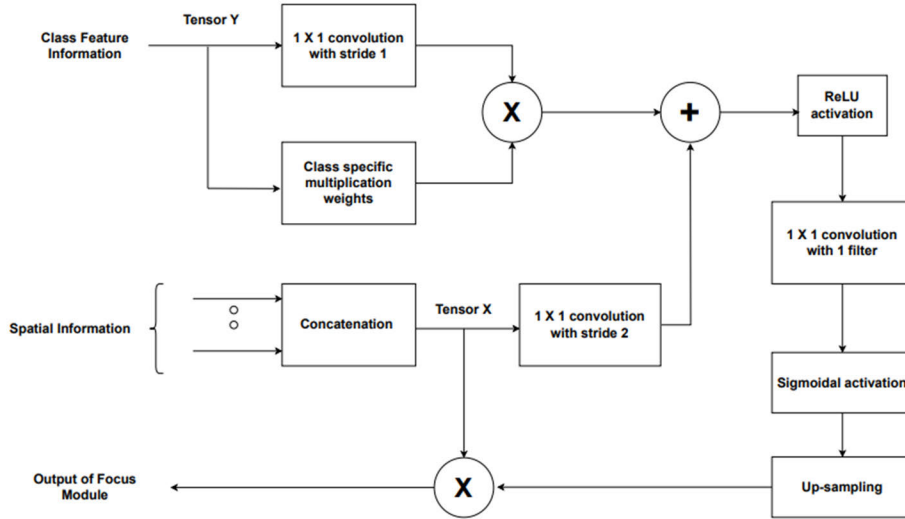 Tensor Y
Class Feature
Information
1 X 1 convolution
with stride 1
X
+
ReLU
activation
Class specific
multiplication
weights
1 X 1 convolution
with 1 filter
Spatial Information
Concatenation
Tensor X
1 X 1 convolution
with stride 2
Sigmoidal activation
Output of Focus
Module
X
Up-sampling